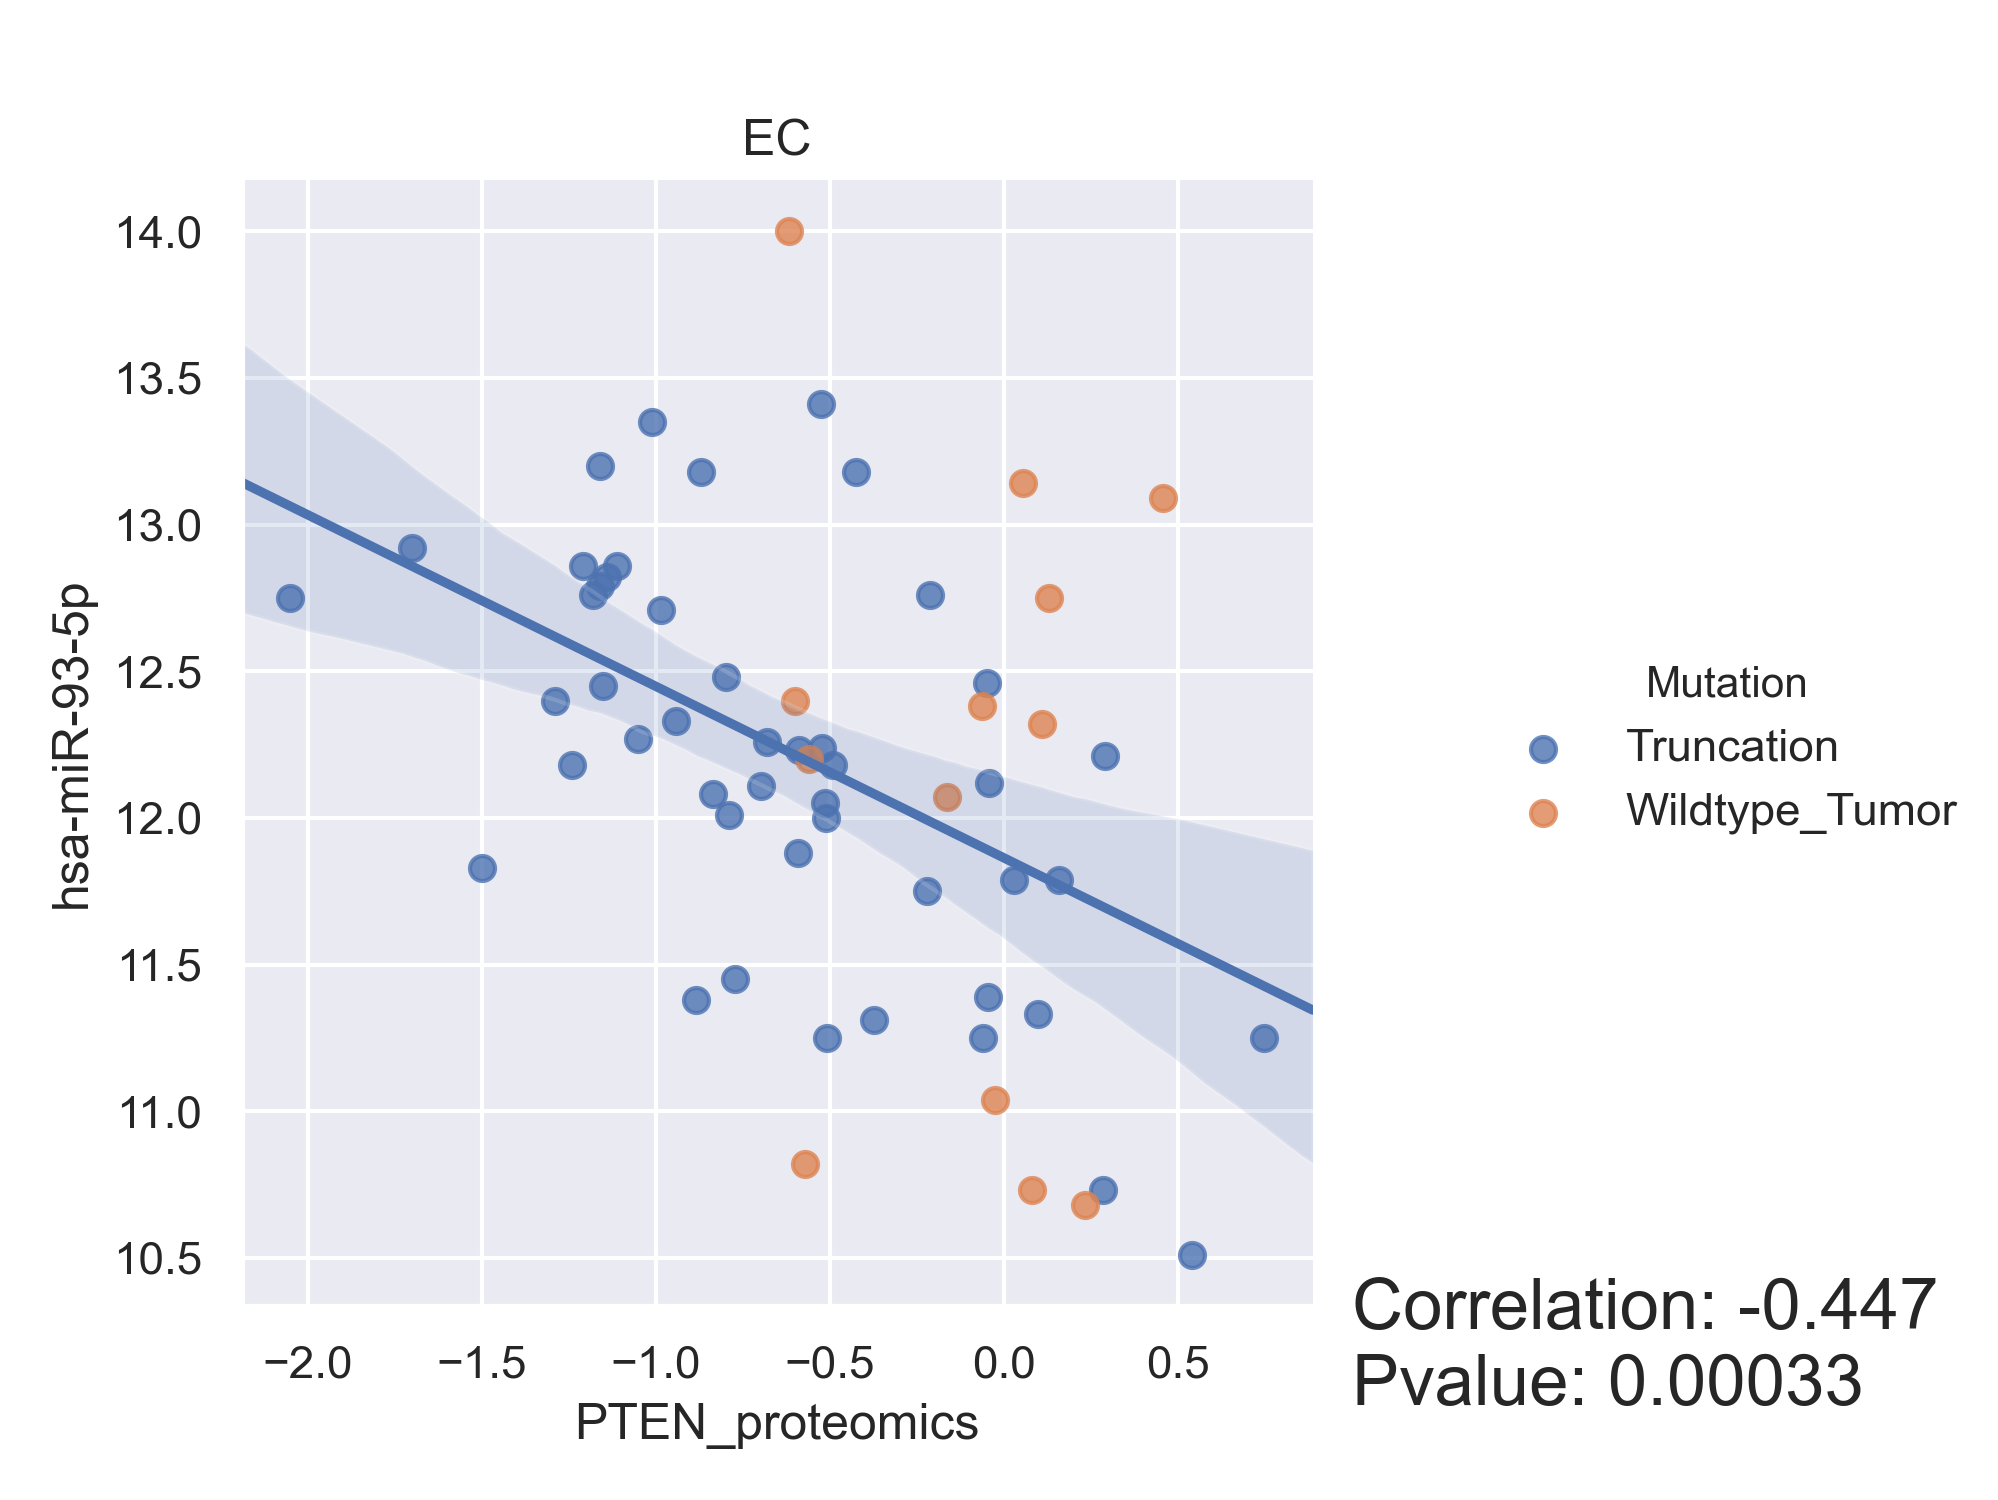 EC
14.0
13.5
13.0
12.5
12.0
11.5
11.0
10.5
hsa-miR-93-5p
−2.0 −1.5 −1.0 −0.5 0.0 0.5
PTEN_proteomics
Mutation
Truncation
Wildtype_Tumor
Correlation: -0.447
Pvalue: 0.00033